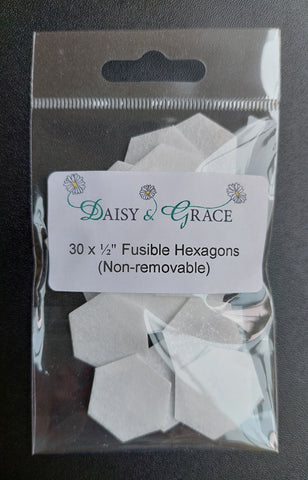 DAISY & GRACE
30 x ½" Fusible Hexagons
(Non-removable)